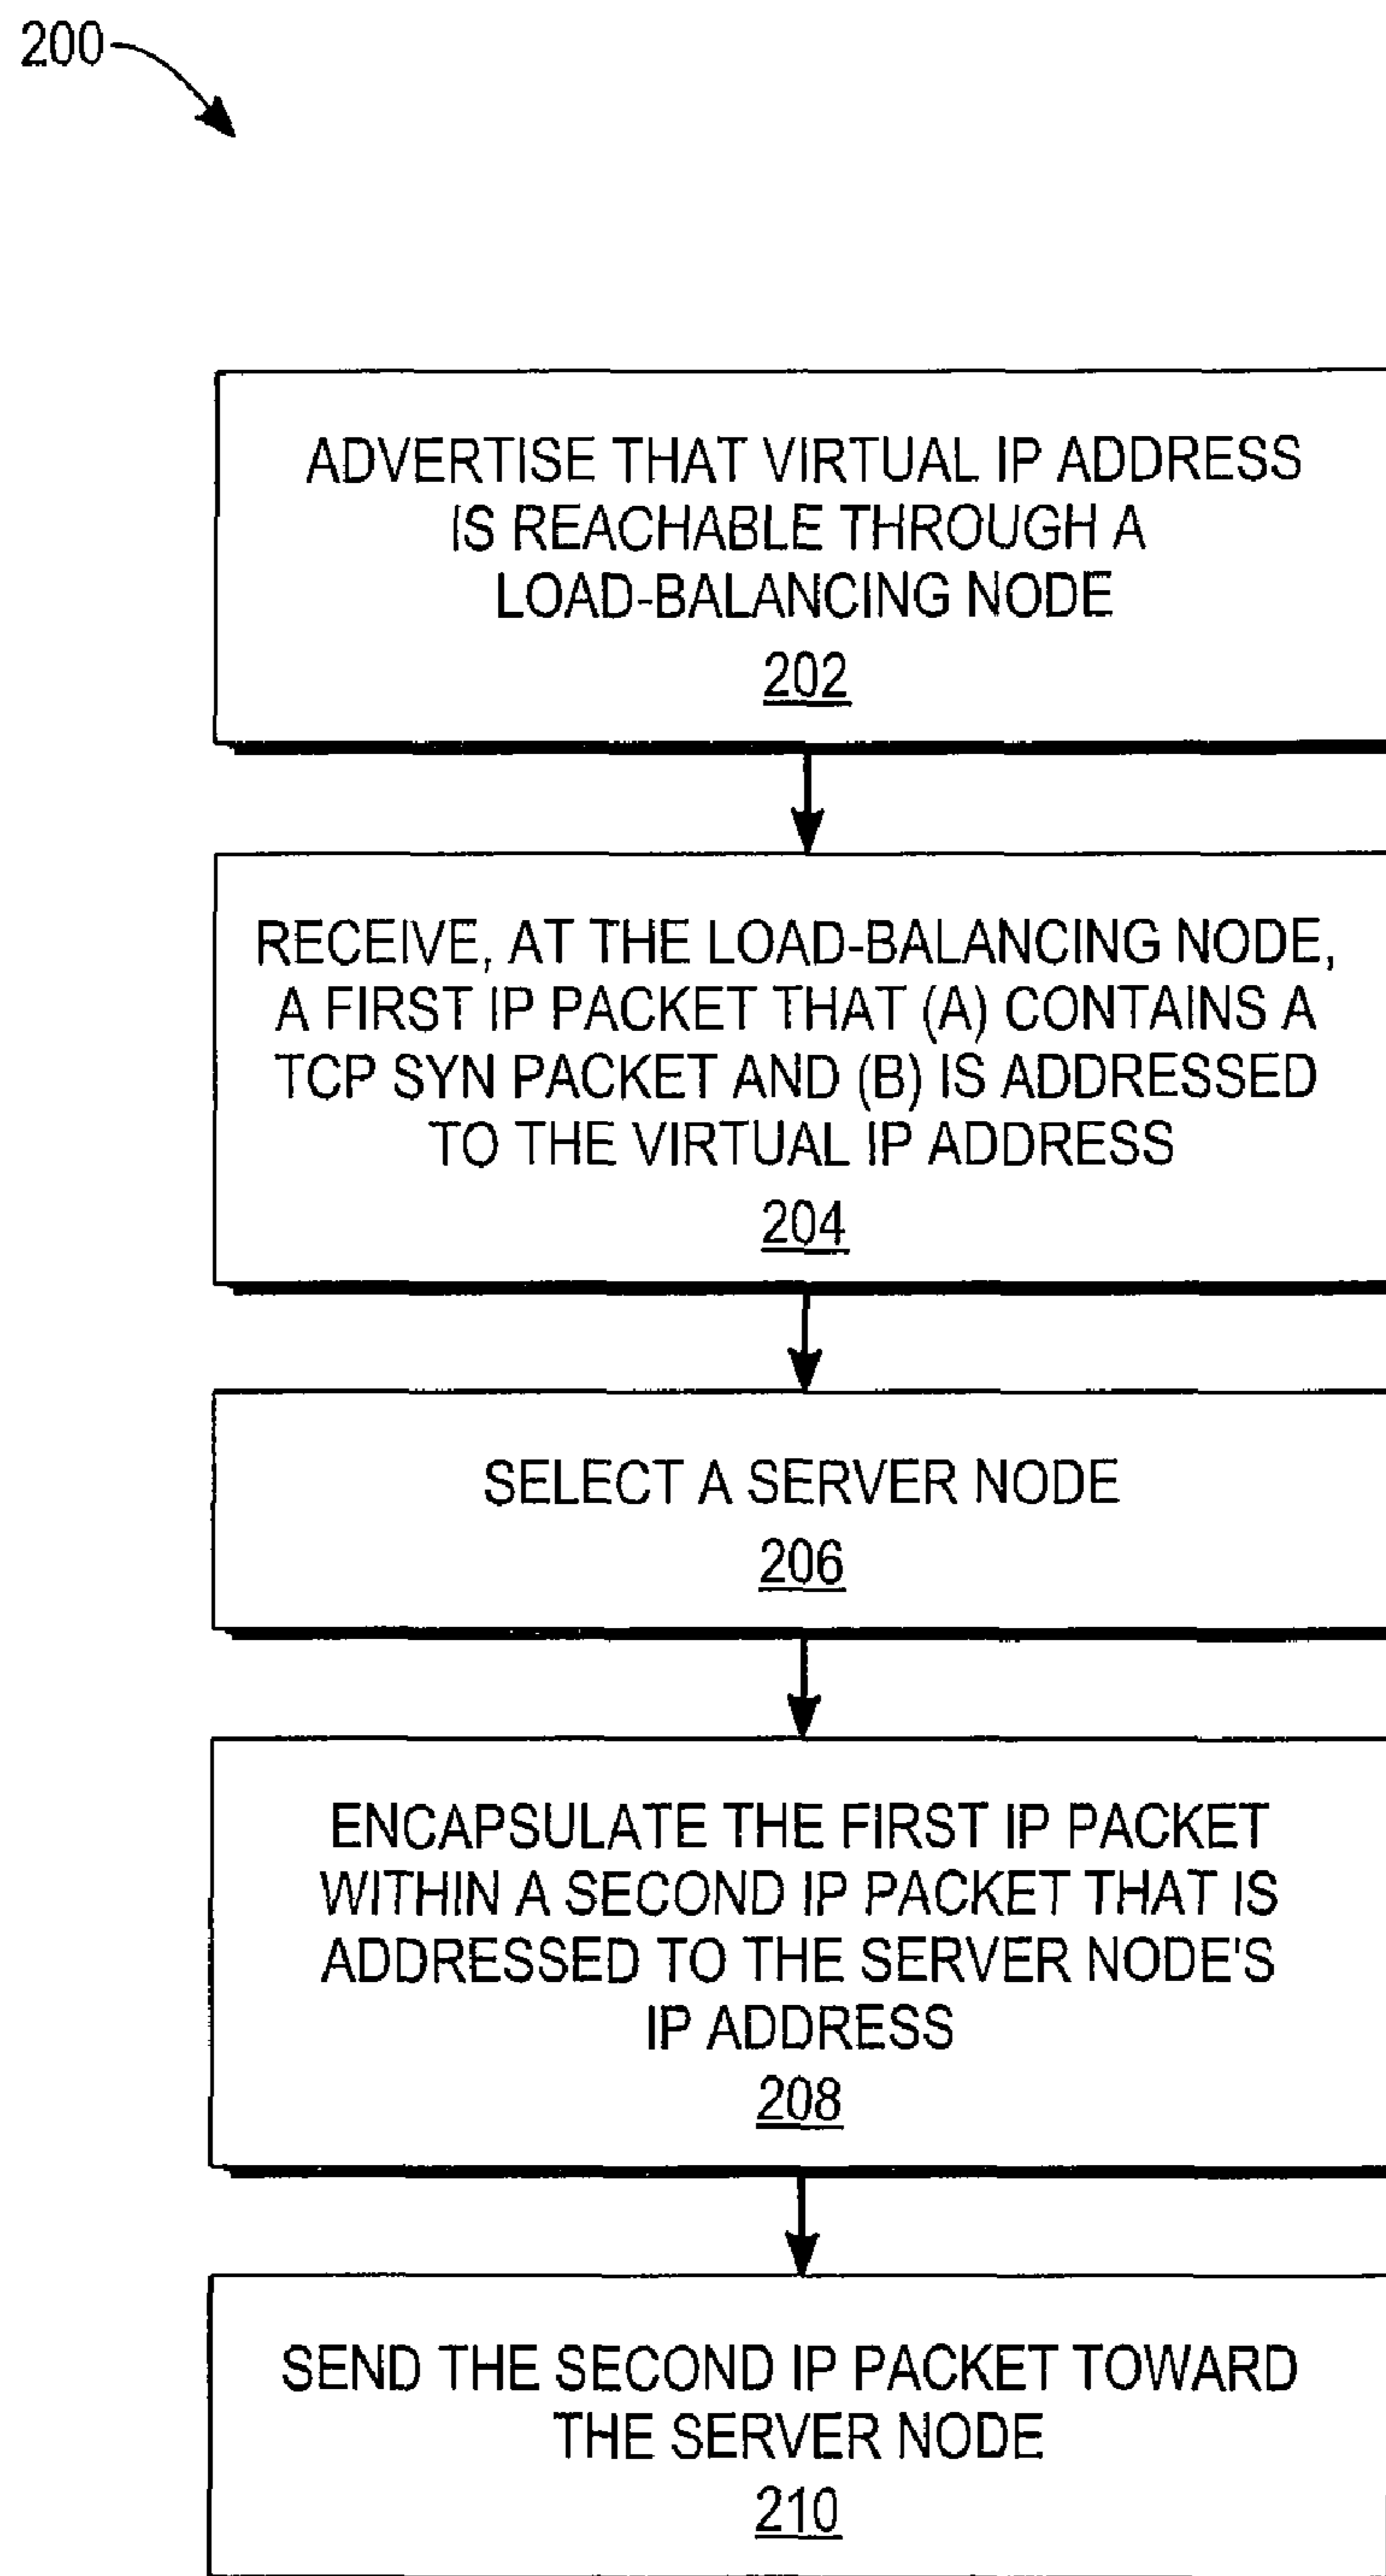 200
ADVERTISE THAT VIRTUAL IP ADDRESS
IS REACHABLE THROUGH A
LOAD-BALANCING NODE
202
RECEIVE, AT THE LOAD-BALANCING NODE,
A FIRST IP PACKET THAT (A) CONTAINS A
TCP SYN PACKET AND (B) IS ADDRESSED
TO THE VIRTUAL IP ADDRESS
204
SELECT A SERVER NODE
206
ENCAPSULATE THE FIRST IP PACKET
WITHIN A SECOND IP PACKET THAT IS
ADDRESSED TO THE SERVER NODE'S
IP ADDRESS
208
SEND THE SECOND IP PACKET TOWARD
THE SERVER NODE
210